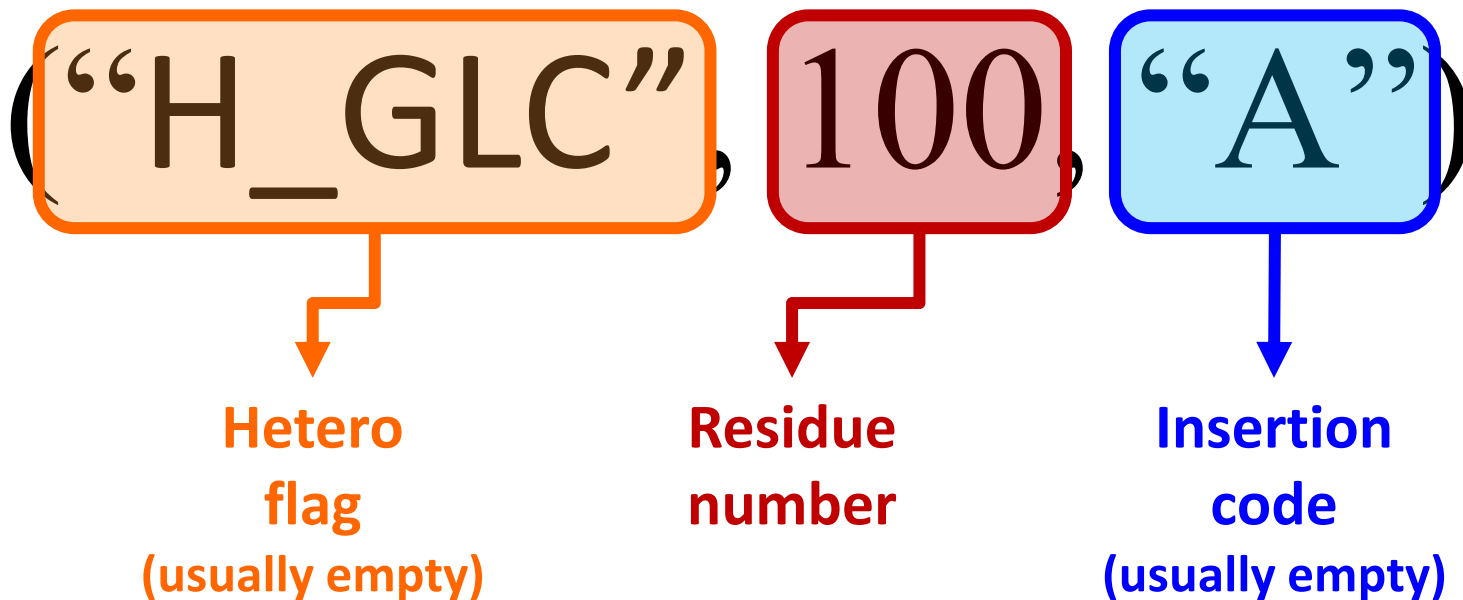 (“H_GLC”, 100, “A”)
Hetero
flag
(usually empty)
Residue
number
Insertion
code
(usually empty)